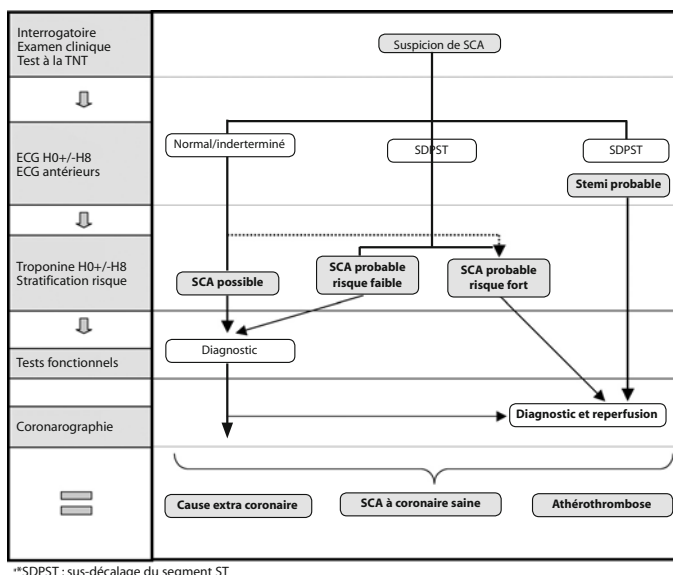 Interrogatoire
Examen clinique
Test à la TNT
Suspicion de SCA
ECG H0+/-H8
ECG antérieurs
Normal/inderterminé
SDPST
SDPST
Stemi probable
Troponine H0+/-H8
Stratification risque
SCA possible
SCA probable
risque faible
SCA probable
risque fort
Tests fonctionnels
Diagnostic
Coronarographie
Diagnostic et reperfusion
Cause extra coronaire
SCA à coronaire saine
Athérothrombose
*SDPST : sus-décalage du segment ST